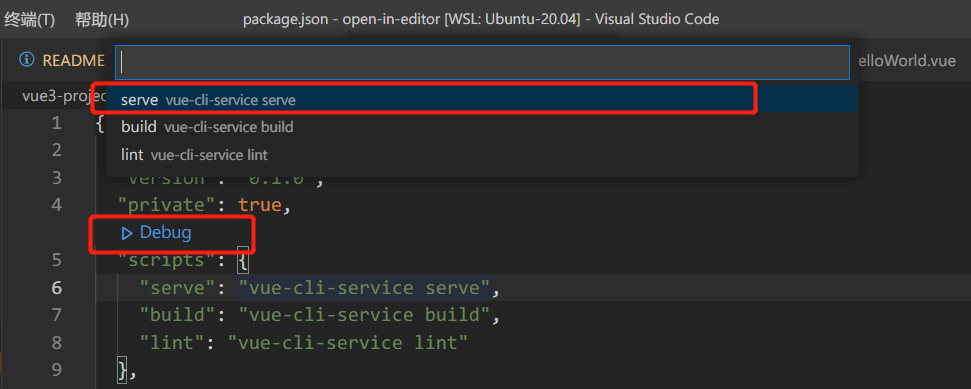 终端(T) 帮助(H) package.json - open-in-editor [WSL: Ubuntu-20.04] - Visual Studio Code
README elloWorld.vue
vue3-projec
serve vue-cli-service serve
build vue-cli-service build
lint vue-cli-service lint
1 {
2
3 "version": "0.1.0",
4 "private": true,
Debug
5 "scripts": {
6 "serve": "vue-cli-service serve",
7 "build": "vue-cli-service build",
8 "lint": "vue-cli-service lint"
9 },